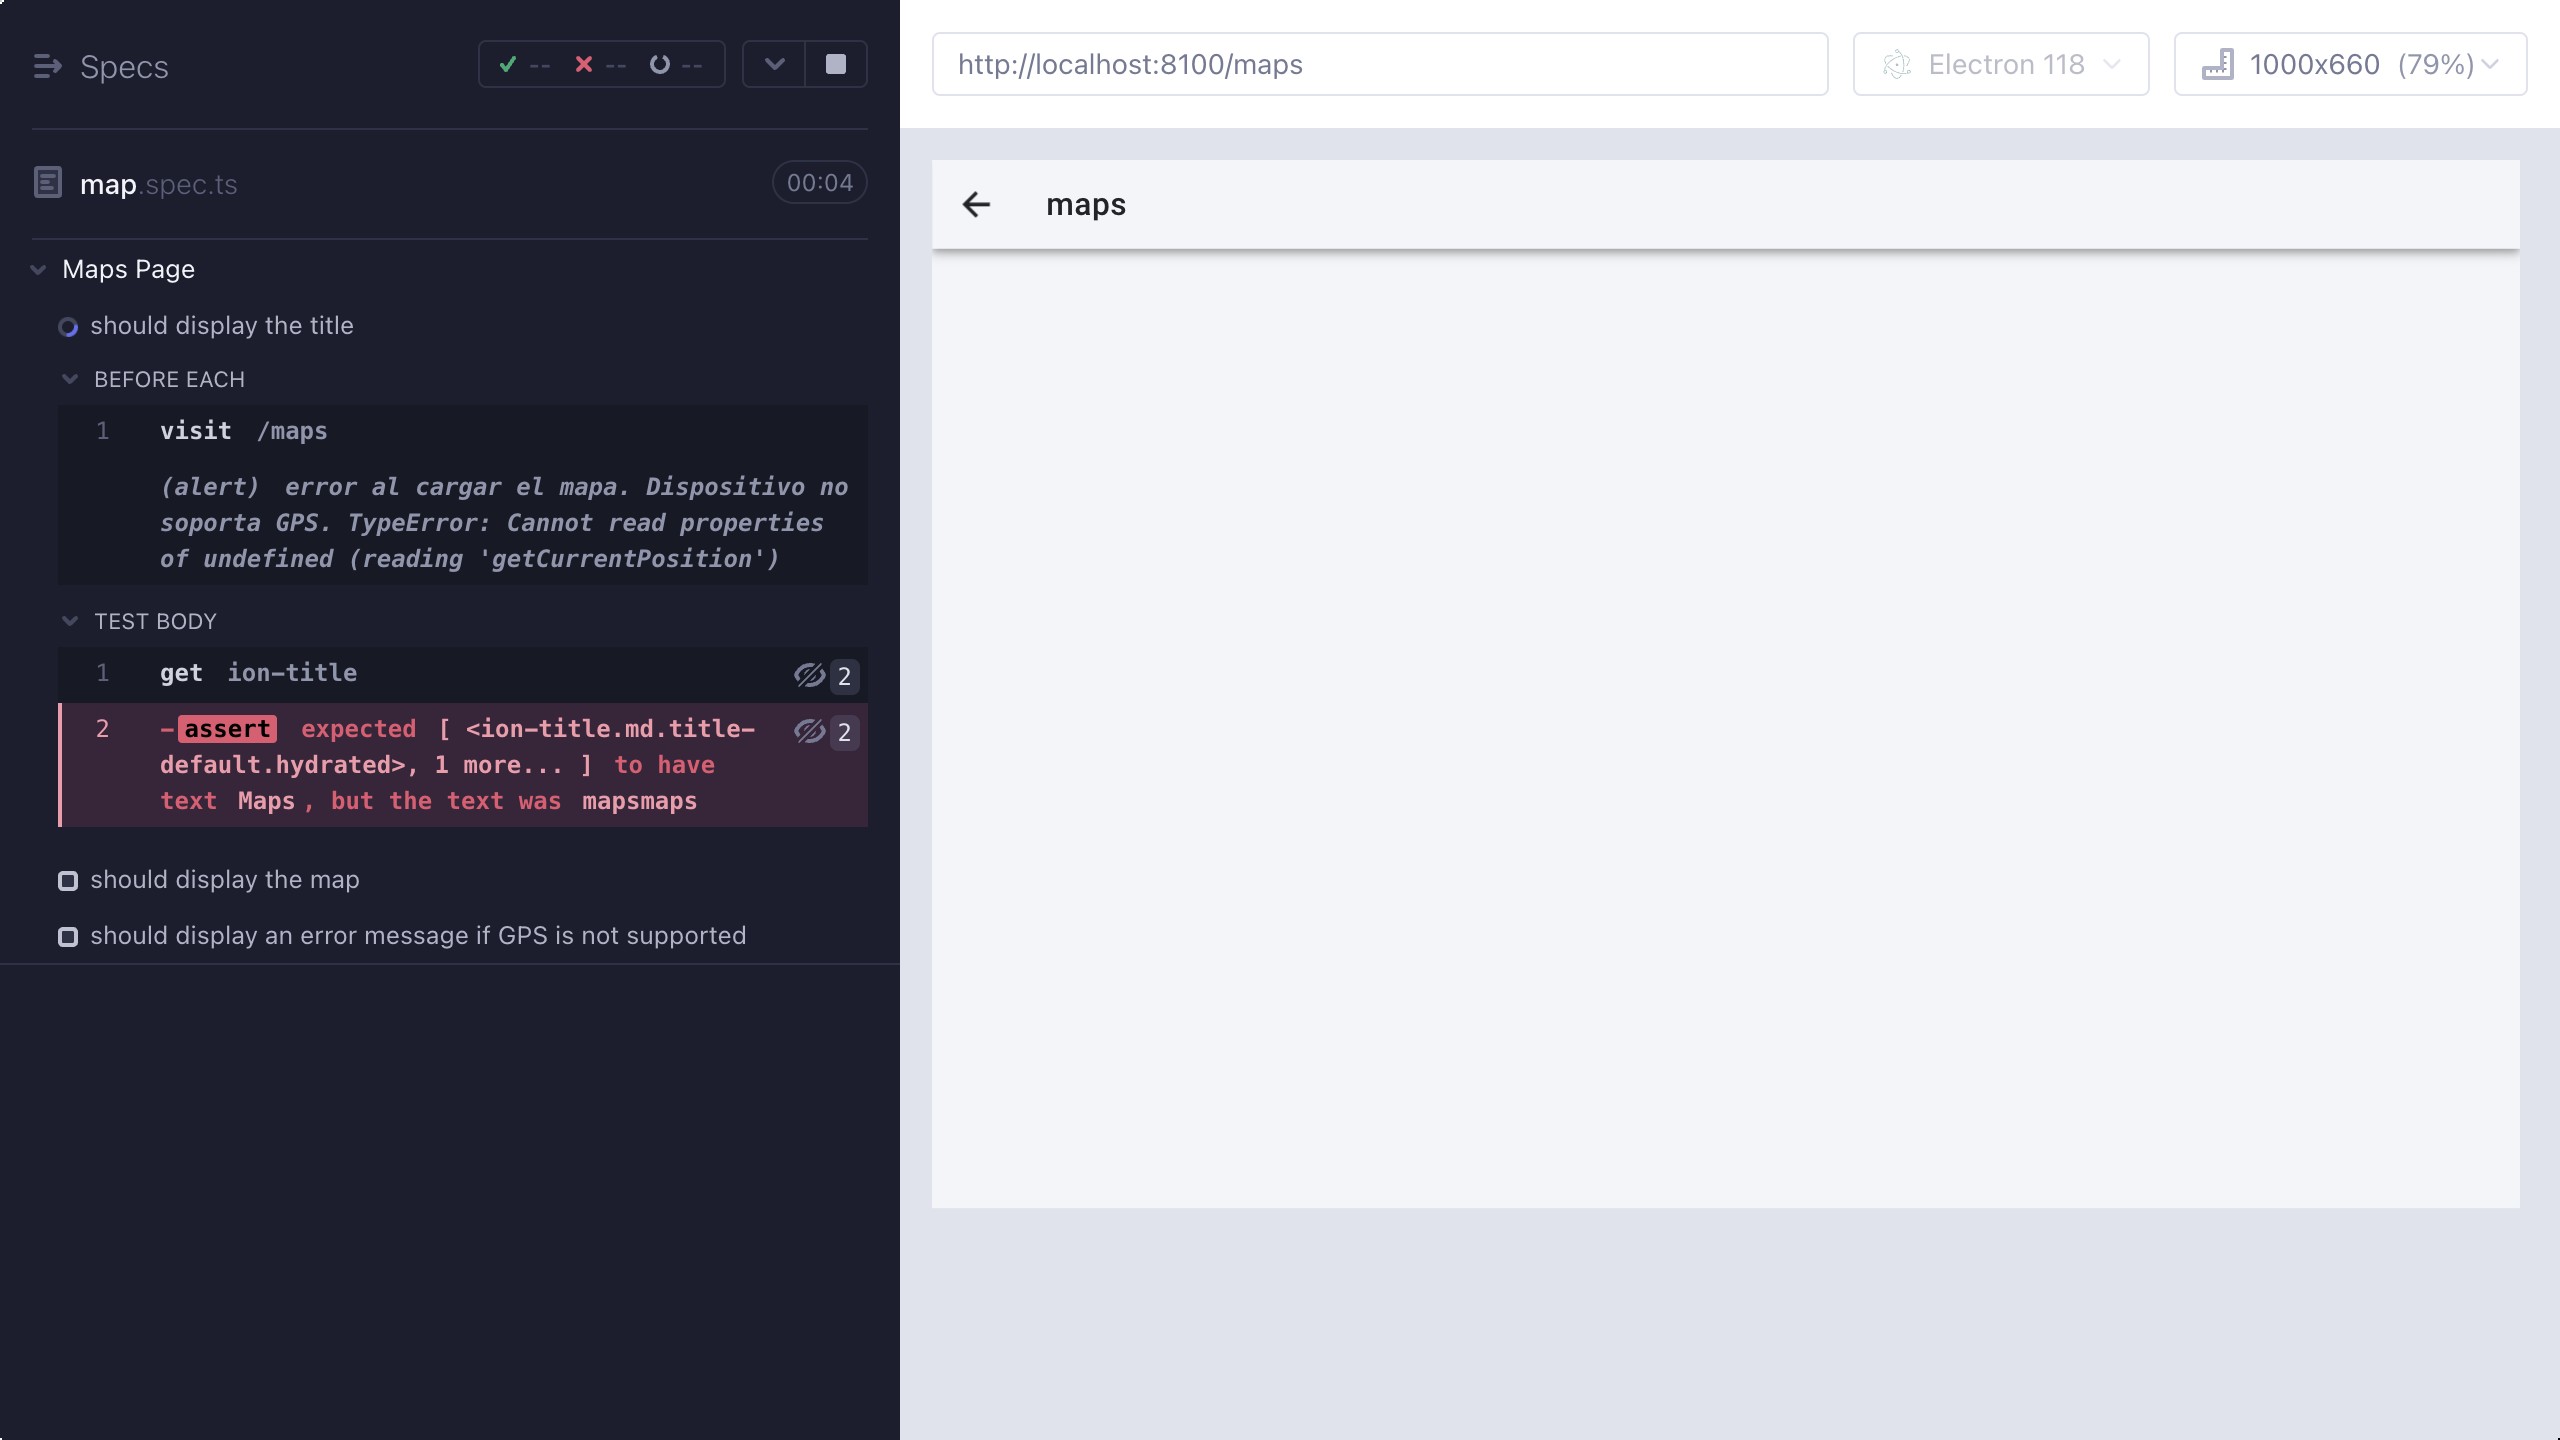 Specs
-- -- --
map.spec.ts
00:04
Maps Page
should display the title
BEFORE EACH
1 visit /maps
(alert) error al cargar el mapa. Dispositivo no
soporta GPS. TypeError: Cannot read properties
of undefined (reading 'getCurrentPosition')
TEST BODY
1 get ion-title 2
2 -assert expected [ <ion-title.md.title- 2
default.hydrated>, 1 more... ] to have
text Maps, but the text was mapsmaps
should display the map
should display an error message if GPS is not supported
http://localhost:8100/maps
Electron 118
1000x660 (79%)
maps